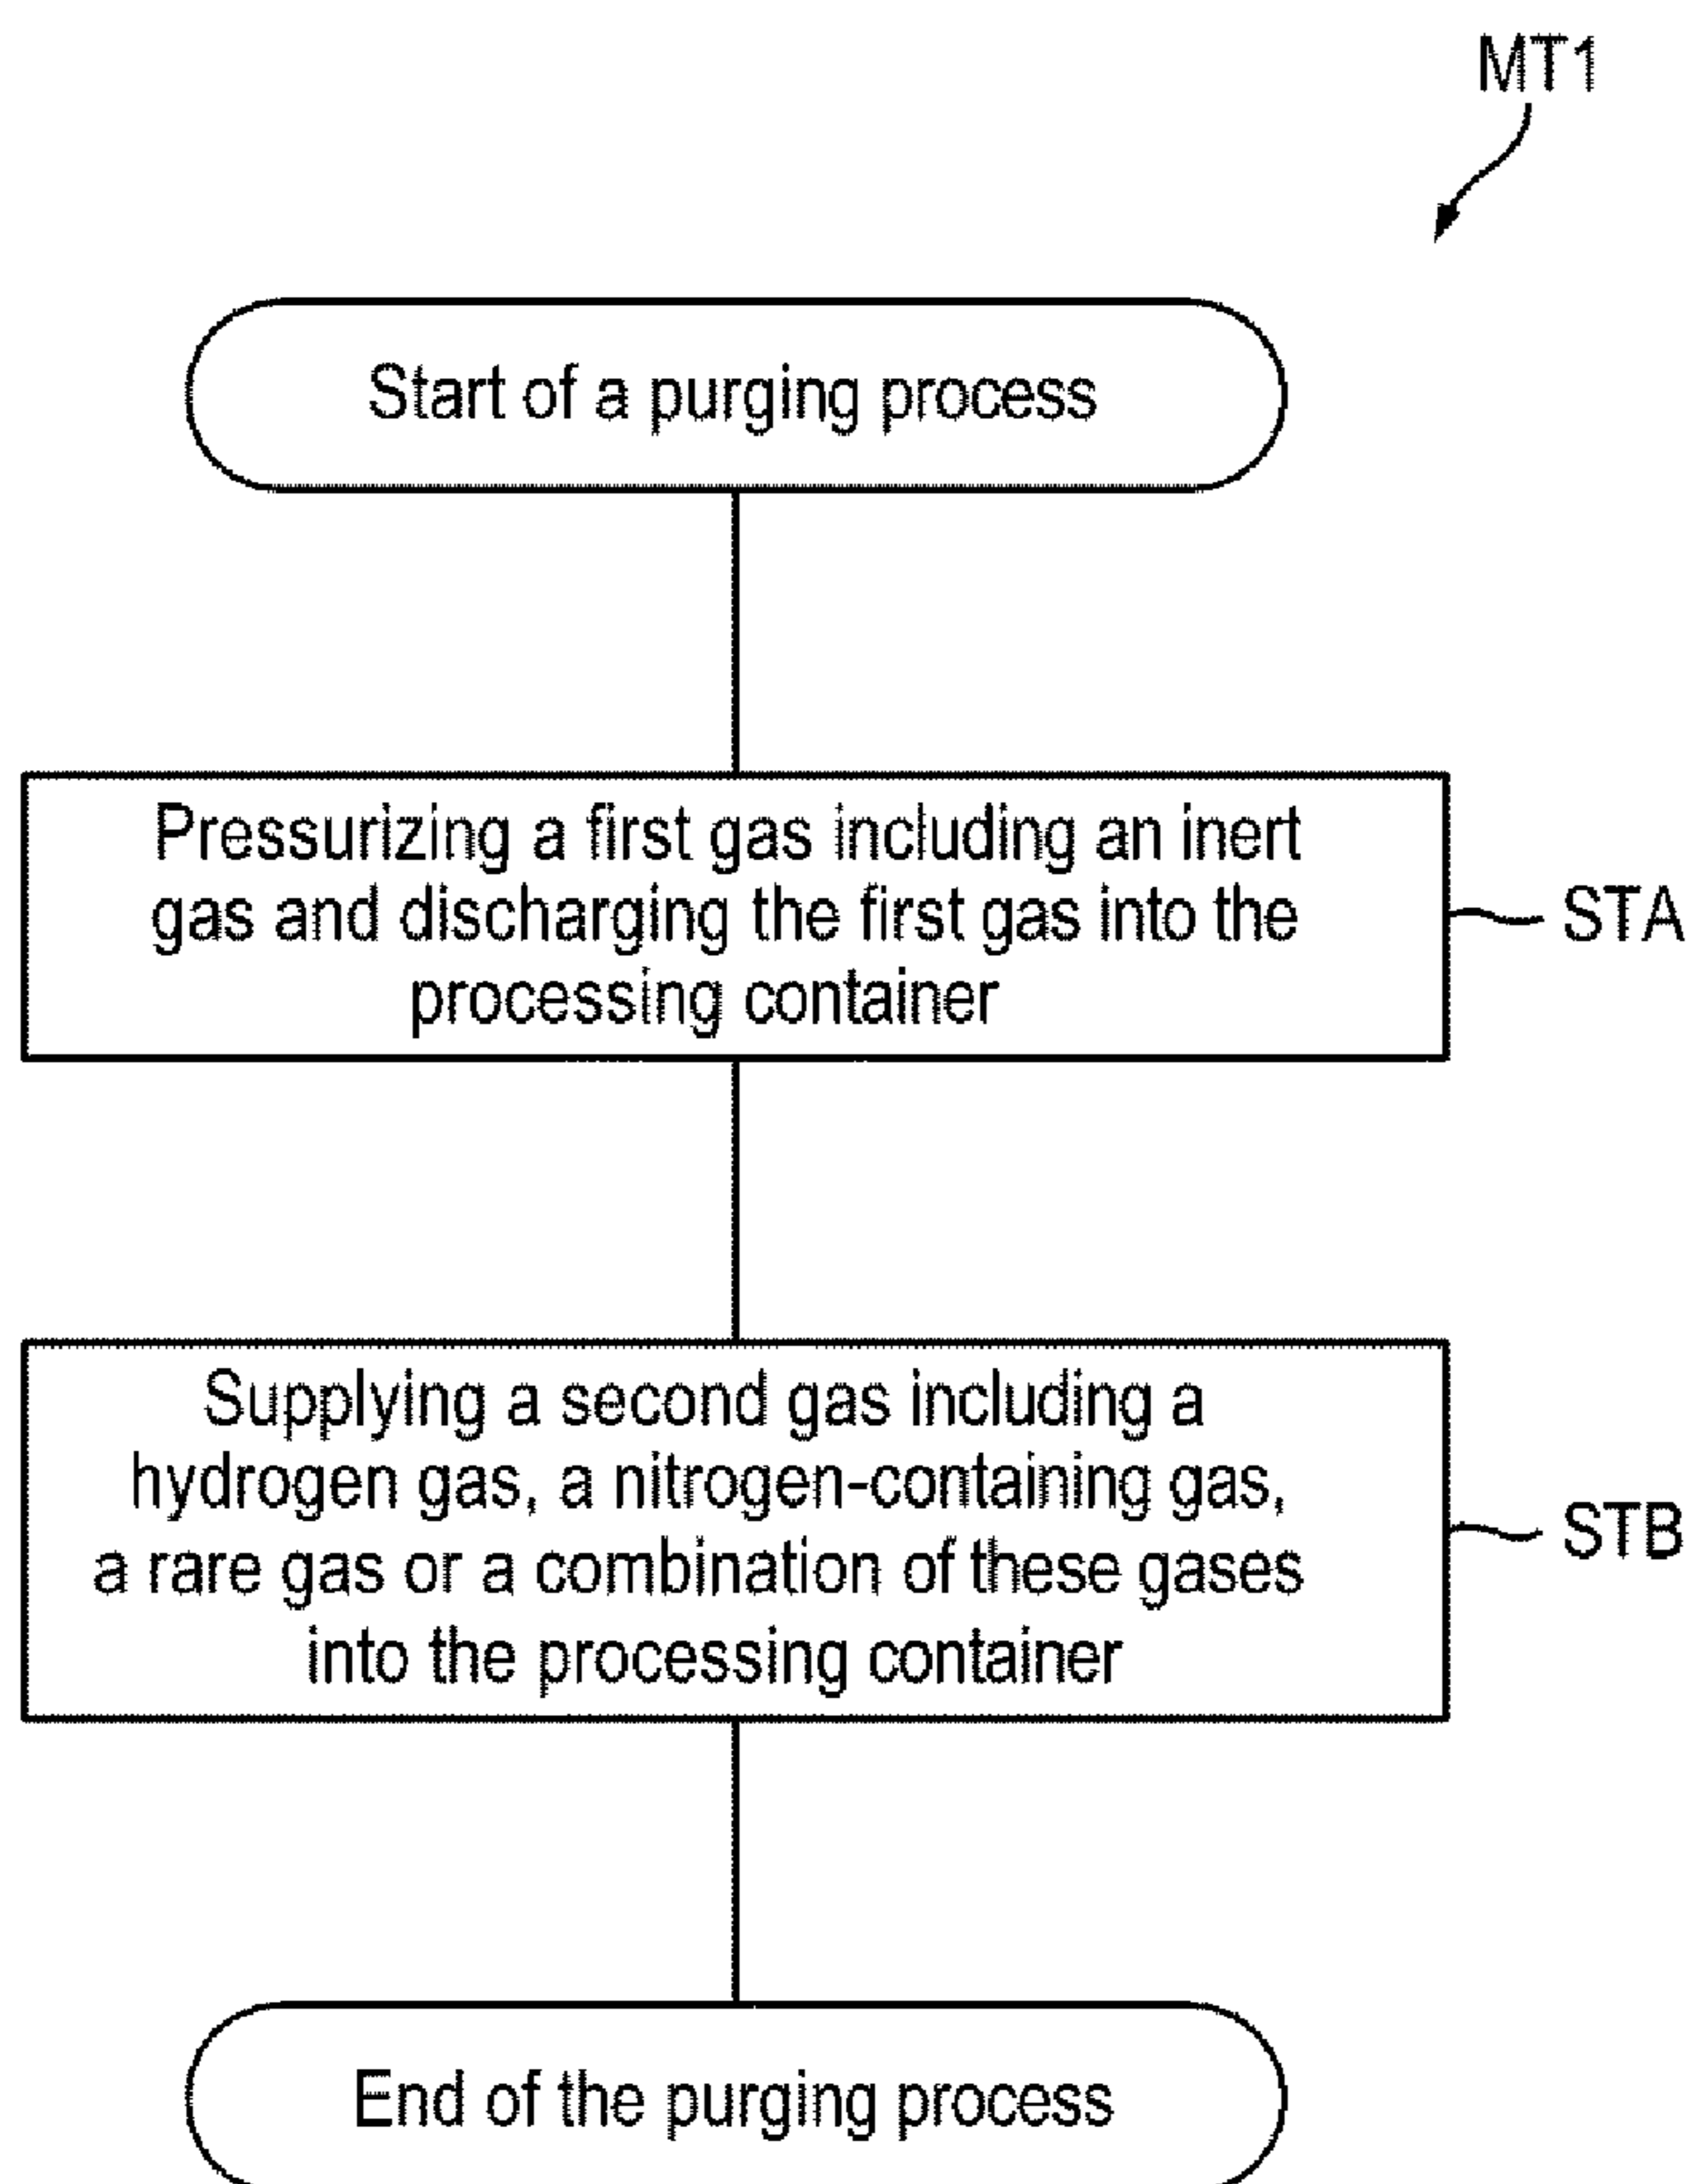 MT1
Start of a purging process
Pressurizing a first gas including an inert
gas and discharging the first gas into the
processing container
STA
Supplying a second gas including a
hydrogen gas, a nitrogen-containing gas,
a rare gas or a combination of these gases
into the processing container
STB
End of the purging process